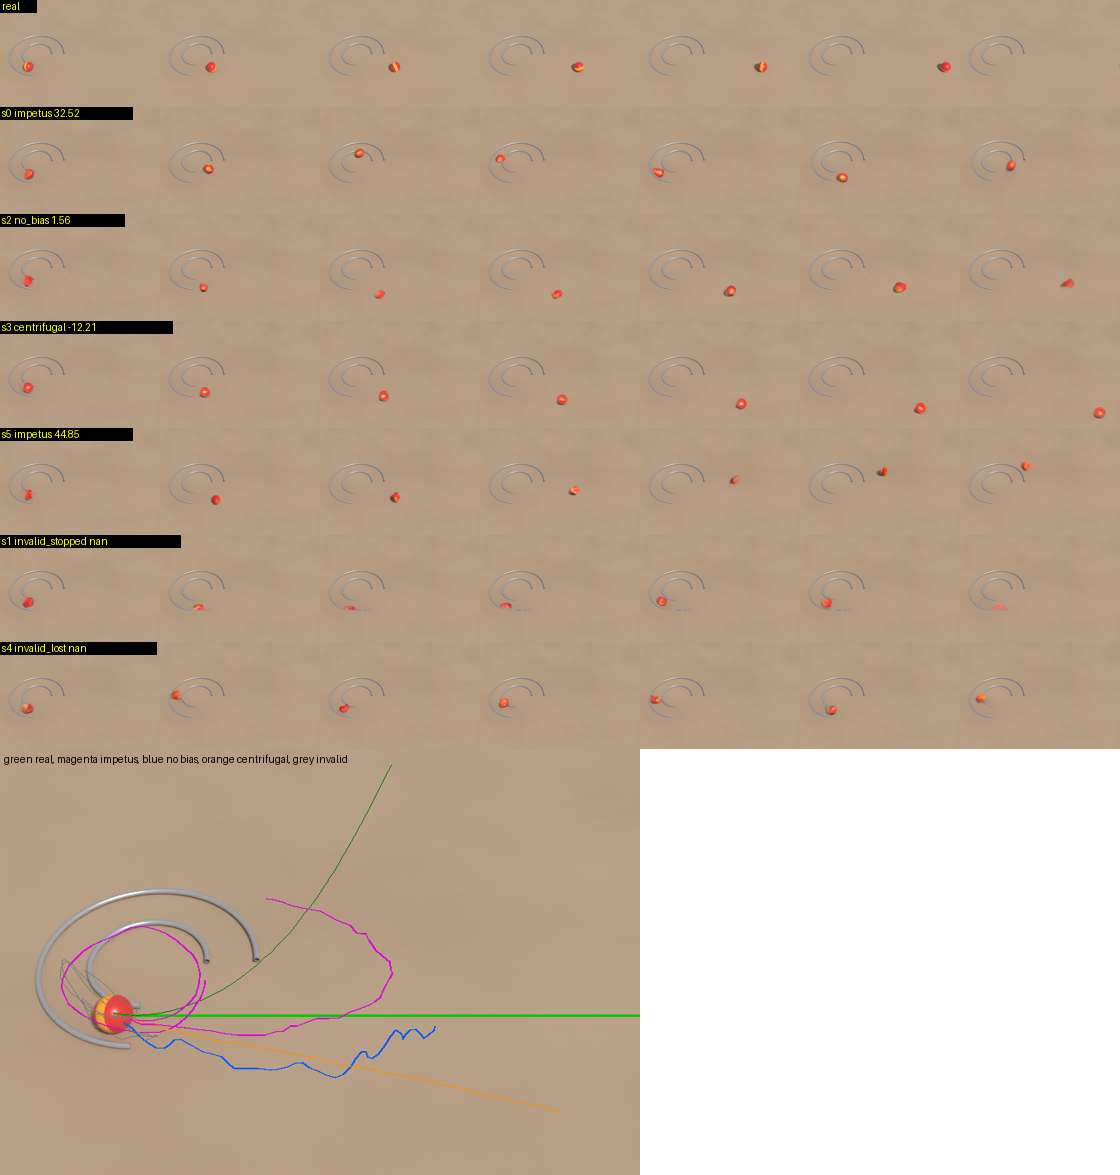 real
s0 impetus 32.52
s2 no_bias 1.56
s3 centrifugal -12.21
s5 impetus 44.85
s1 invalid_stopped nan
s4 invalid_lost nan
green real, magenta impetus, blue no bias, orange centrifugal, grey invalid